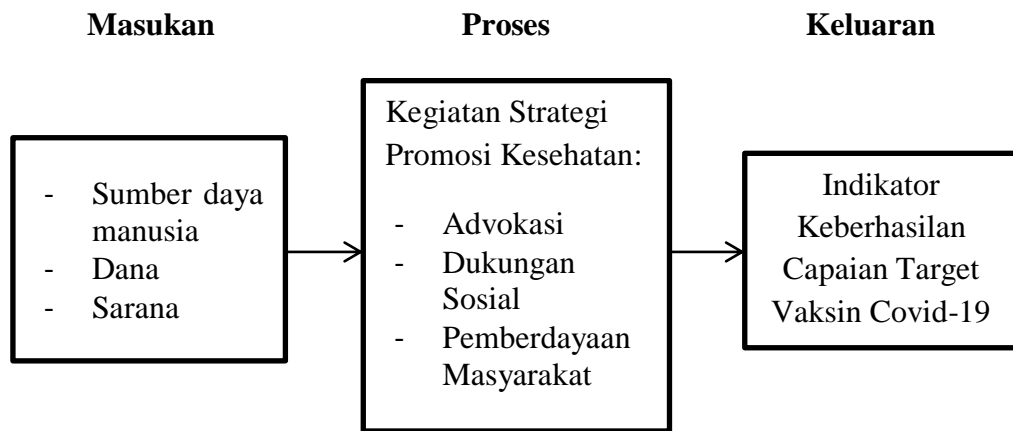 Masukan
Proses
Keluaran
- Sumber daya
manusia
- Dana
- Sarana
Kegiatan Strategi
Promosi Kesehatan:
- Advokasi
- Dukungan
Sosial
- Pemberdayaan
Masyarakat
Indikator
Keberhasilan
Capaian Target
Vaksin Covid-19